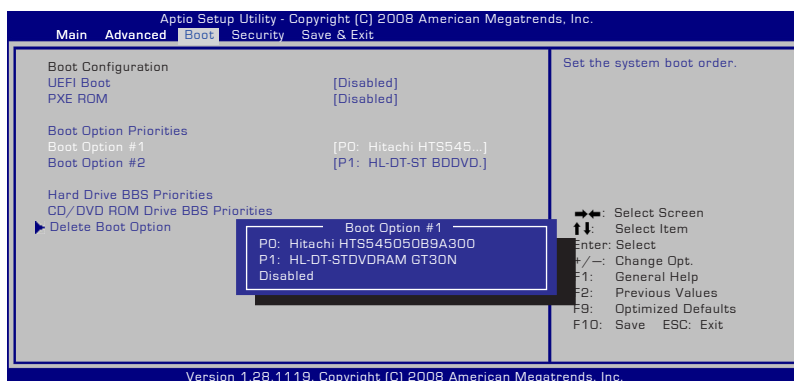 Aptio Setup Utility - Copyright (C) 2008 American Megatrends, Inc.
Main Advanced Boot Security Save & Exit
Boot Configuration
UEFI Boot [Disabled]
PXE ROM [Disabled]
Boot Option Priorities
Boot Option #1 [P0: Hitachi HTS545...]
Boot Option #2 [P1: HL-DT-ST BDDVD.]
Hard Drive BBS Priorities
CD/DVD ROM Drive BBS Priorities
Delete Boot Option
Boot Option #1
P0: Hitachi HTS545050B9A300
P1: HL-DT-STDVDRAM GT30N
Disabled
Set the system boot order.
→←: Select Screen
↑↓: Select Item
Enter: Select
+/—: Change Opt.
F1: General Help
F2: Previous Values
F9: Optimized Defaults
F10: Save ESC: Exit
Version 1.28.1119. Copyright (C) 2008 American Megatrends, Inc.